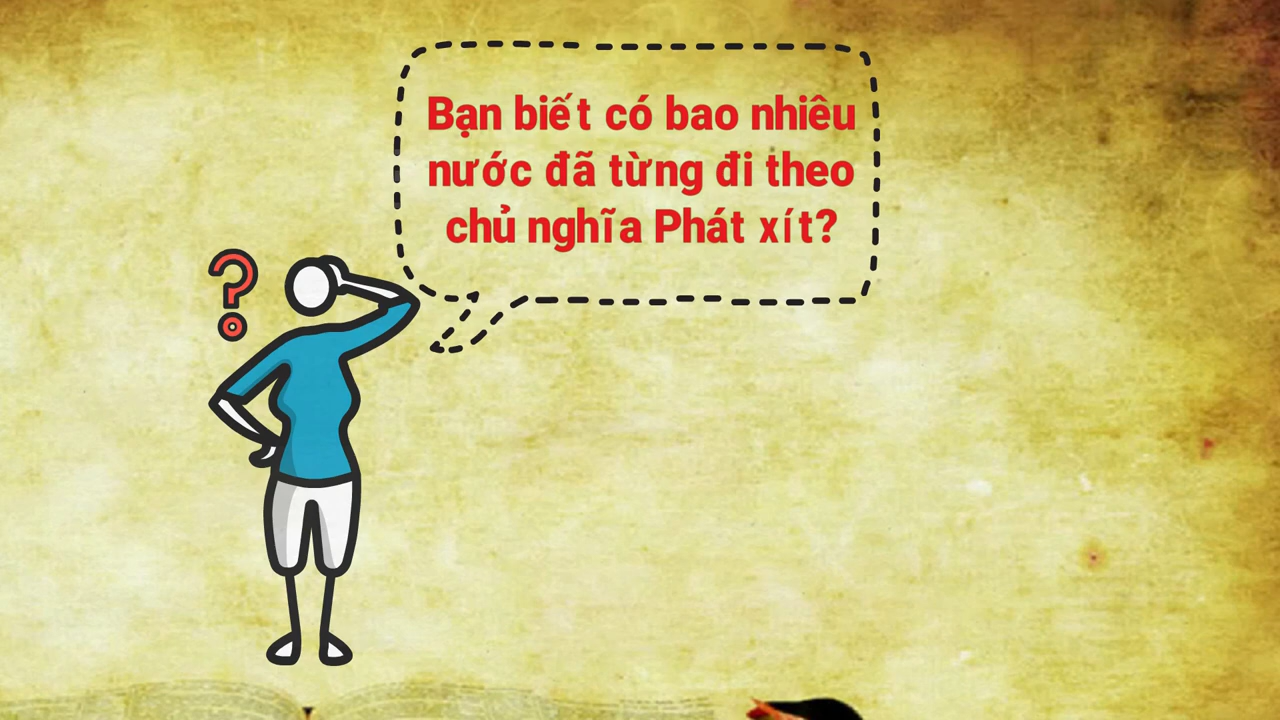 Bạn biết có bao nhiêu
nước đã từng đi theo
chủ nghĩa Phát xít?